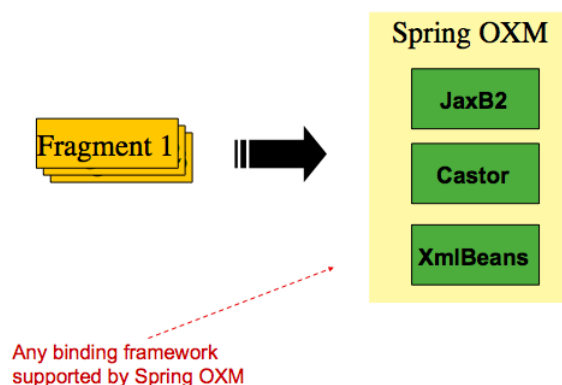 Spring OXM
JaxB2
Fragment 1
Castor
XmlBeans
Any binding framework
supported by Spring OXM